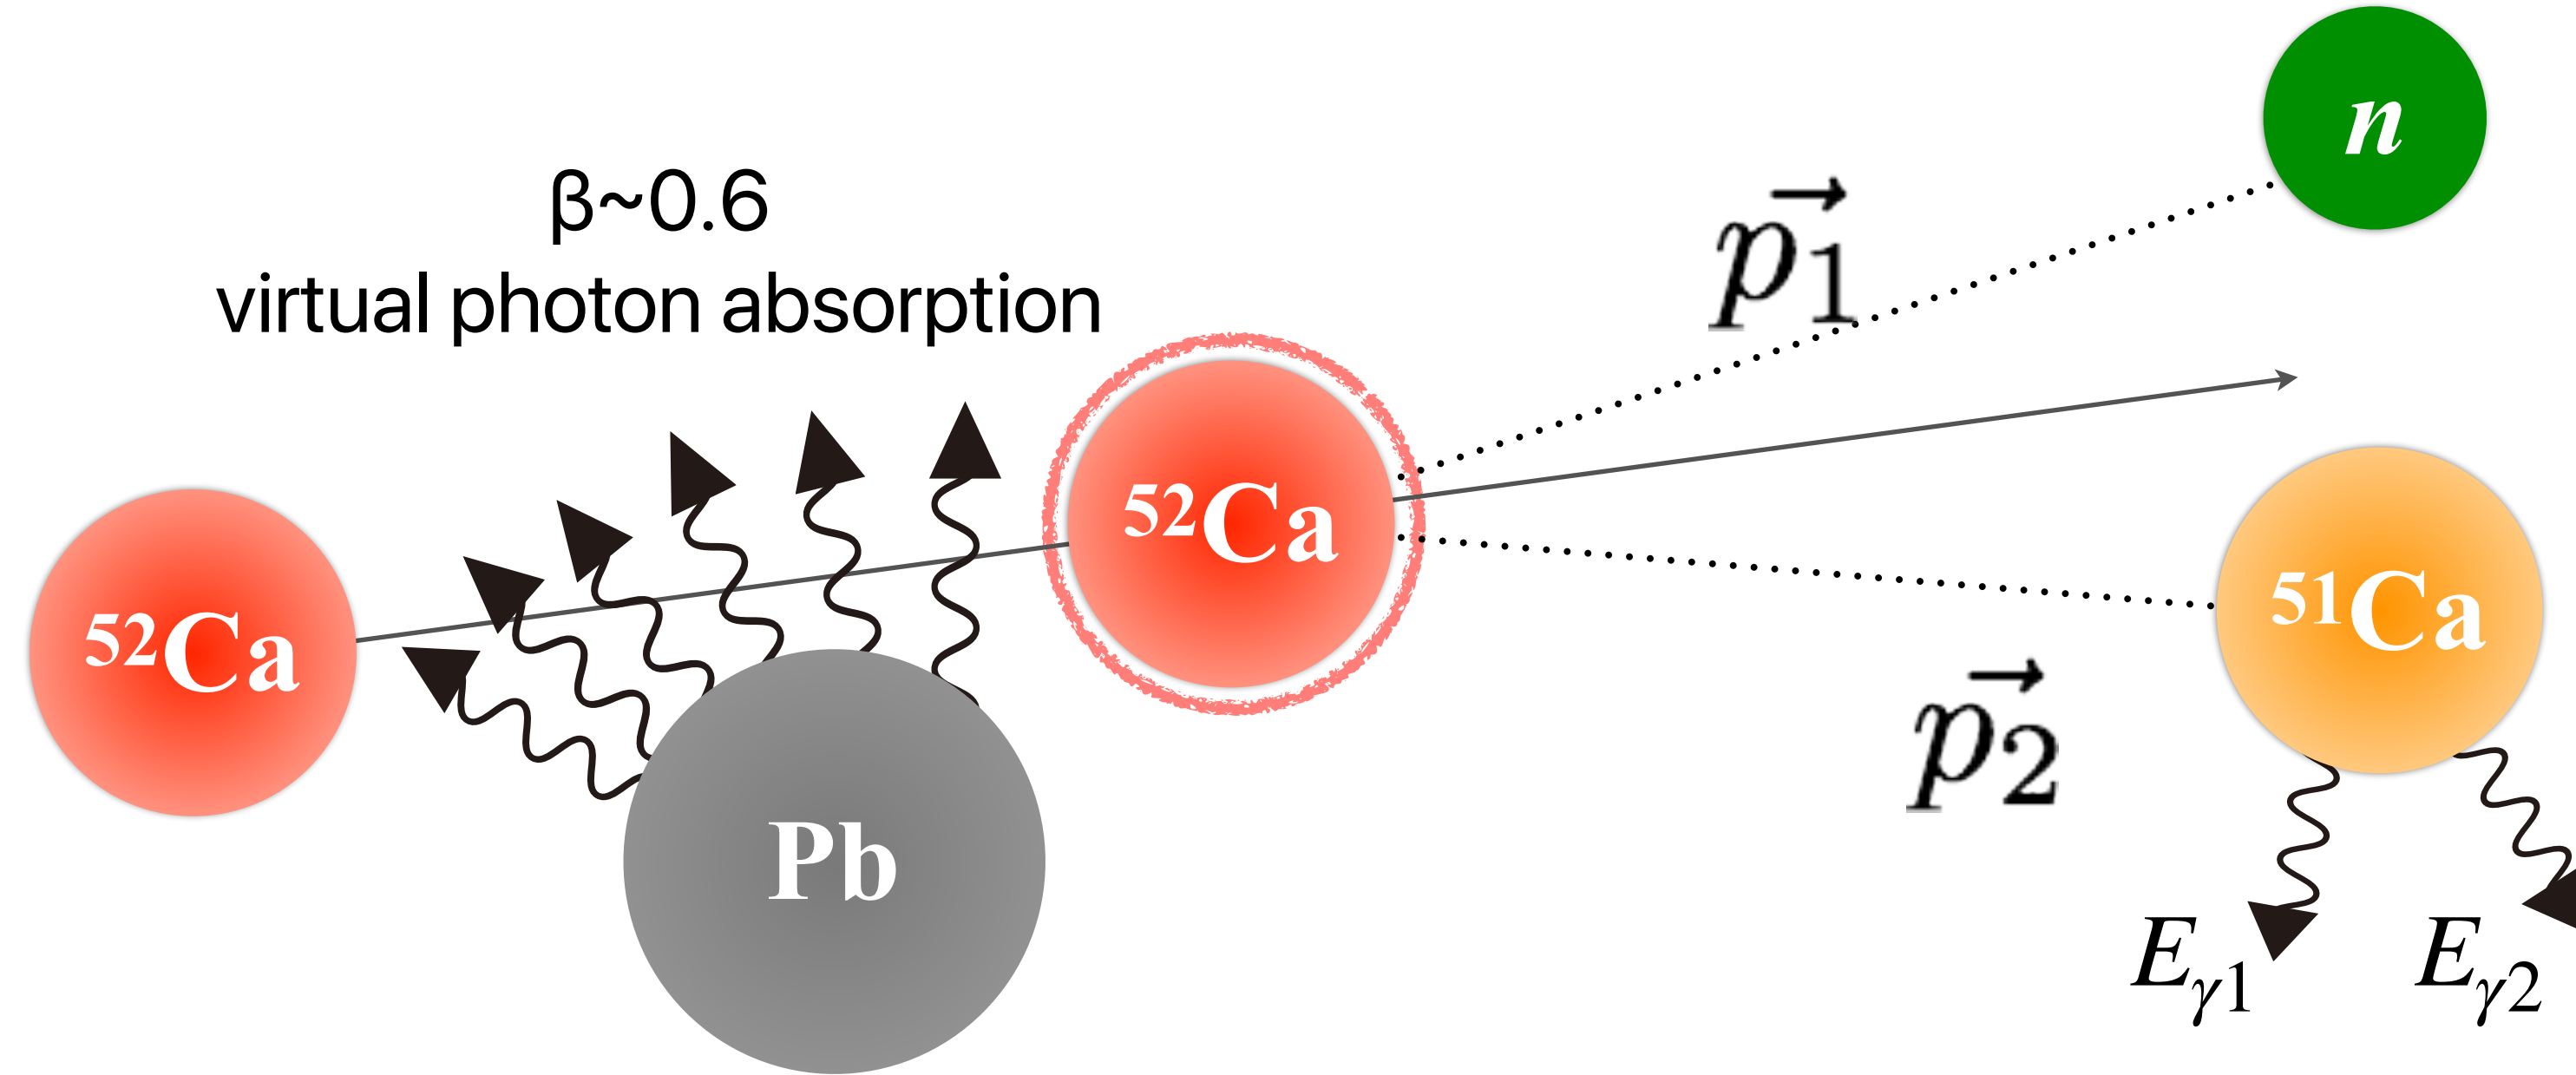 β~0.6
virtual photon absorption
⁵²Ca
Pb
⁵²Ca
p⃗₁
n
p⃗₂
⁵¹Ca
Eγ1
Eγ2